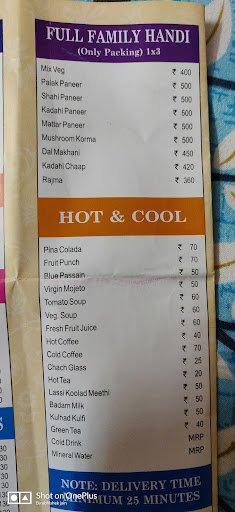 FULL FAMILY HANDI
(Only Packing) 1x3
Mix Veg ₹ 400
Palak Paneer ₹ 500
Shahi Paneer ₹ 500
Kadahi Paneer ₹ 500
Mattar Paneer ₹ 500
Mushroom Korma ₹ 500
Dal Makhani ₹ 450
Kadahi Chaap ₹ 420
Rajma ₹ 360
HOT & COOL
Pina Colada ₹ 70
Fruit Punch ₹ 70
Blue Passain ₹ 50
Virgin Mojeto ₹ 50
Tomato Soup ₹ 60
Veg. Soup ₹ 60
Fresh Fruit Juice ₹ 60
Hot Coffee ₹ 40
Cold Coffee ₹ 70
Chach Glass ₹ 25
Hot Tea ₹ 20
Lassi Koolad Meethi ₹ 50
Badam Milk ₹ 50
Kulhad Kulfi ₹ 50
Green Tea ₹ 40
Cold Drink MRP
Mineral Water MRP
NOTE: DELIVERY TIME
MINIMUM 25 MINUTES
Shot on OnePlus